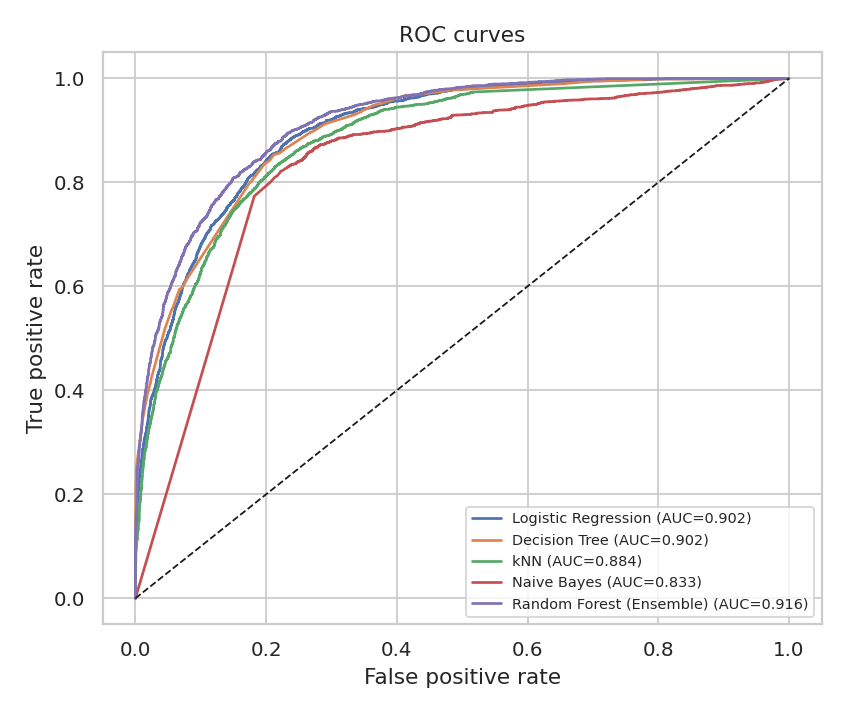 ROC curves
True positive rate
1.0
0.8
0.6
0.4
0.2
0.0
Logistic Regression (AUC=0.902)
Decision Tree (AUC=0.902)
kNN (AUC=0.884)
Naive Bayes (AUC=0.833)
Random Forest (Ensemble) (AUC=0.916)
0.0 0.2 0.4 0.6 0.8 1.0
False positive rate